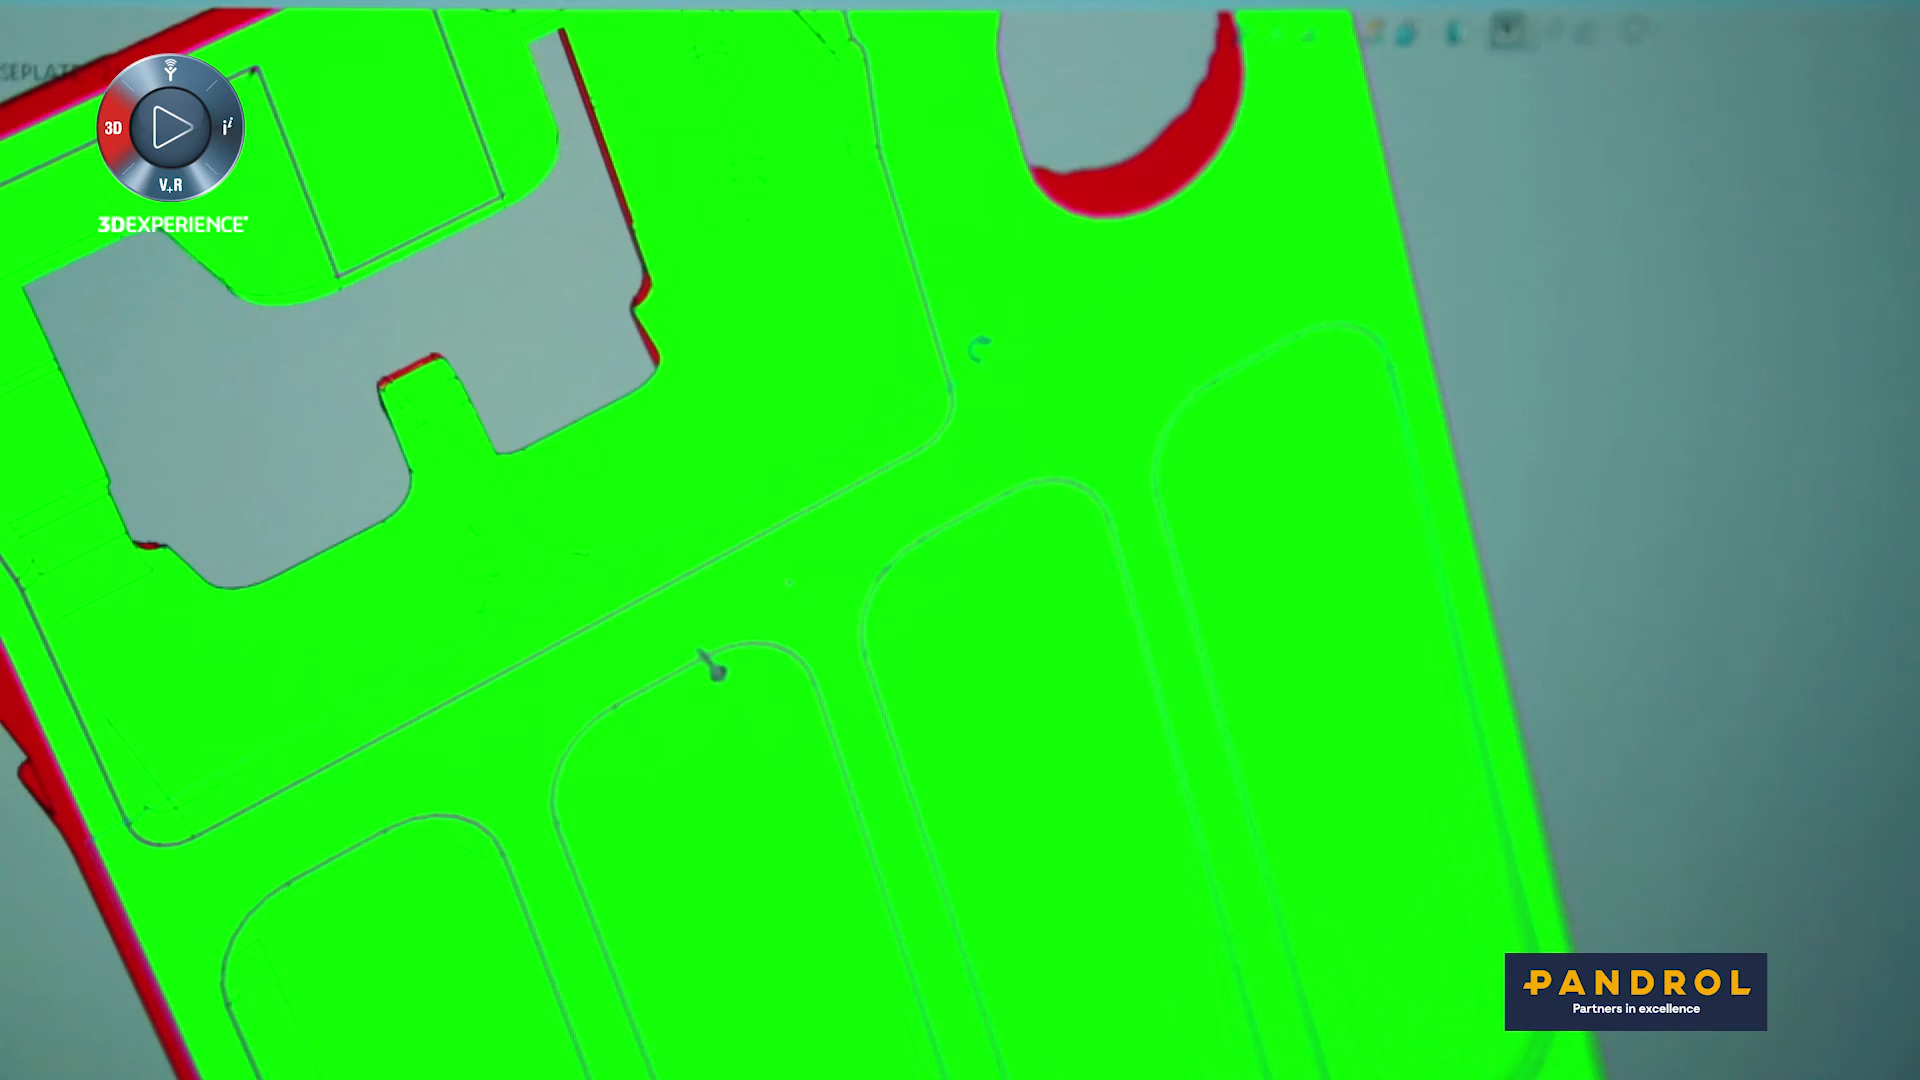 3D
V+R
3DEXPERIENCE
PANDROL
Partners in excellence